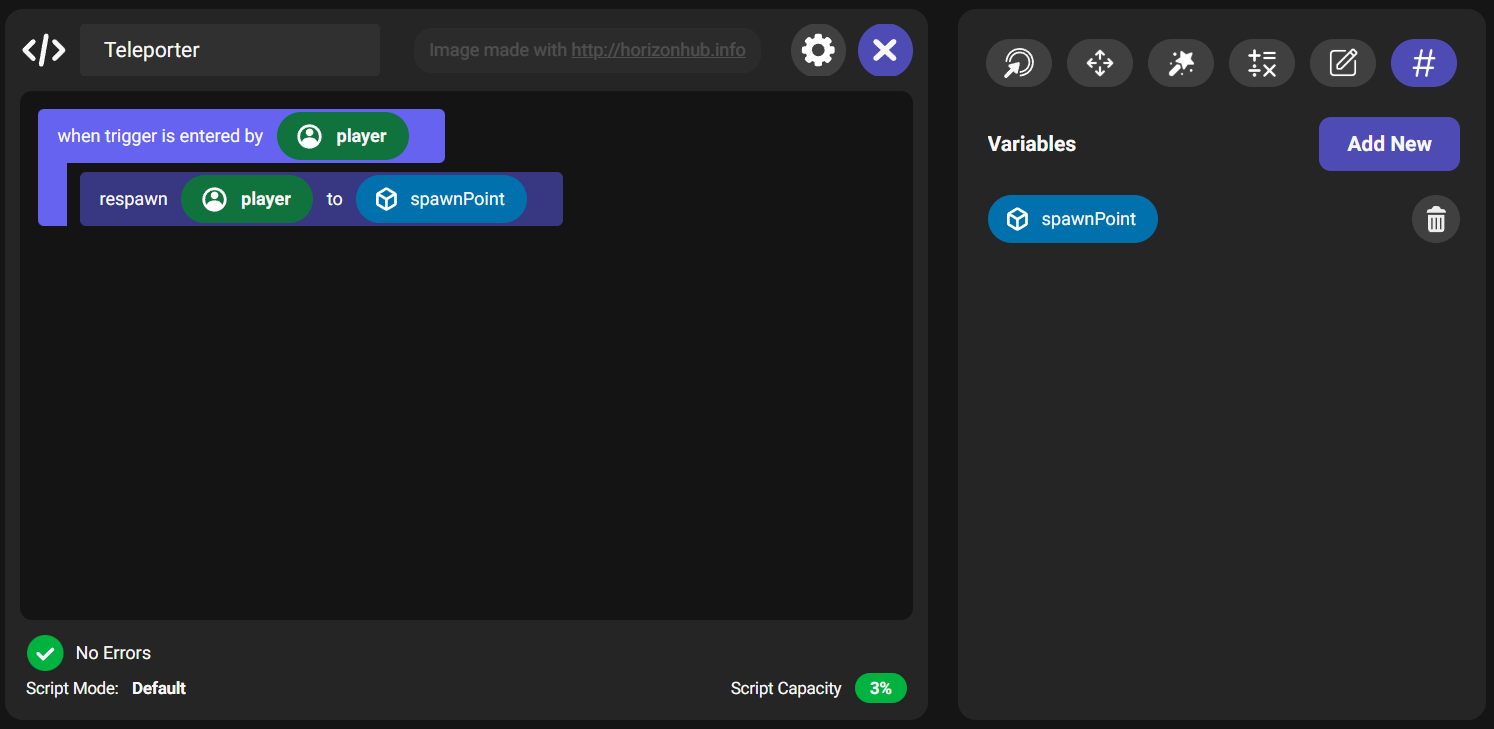 </> Teleporter
Image made with http://horizonhub.info
when trigger is entered by player
respawn player to spawnPoint
No Errors
Script Mode: Default
Script Capacity 3%
#
Variables
Add New
spawnPoint